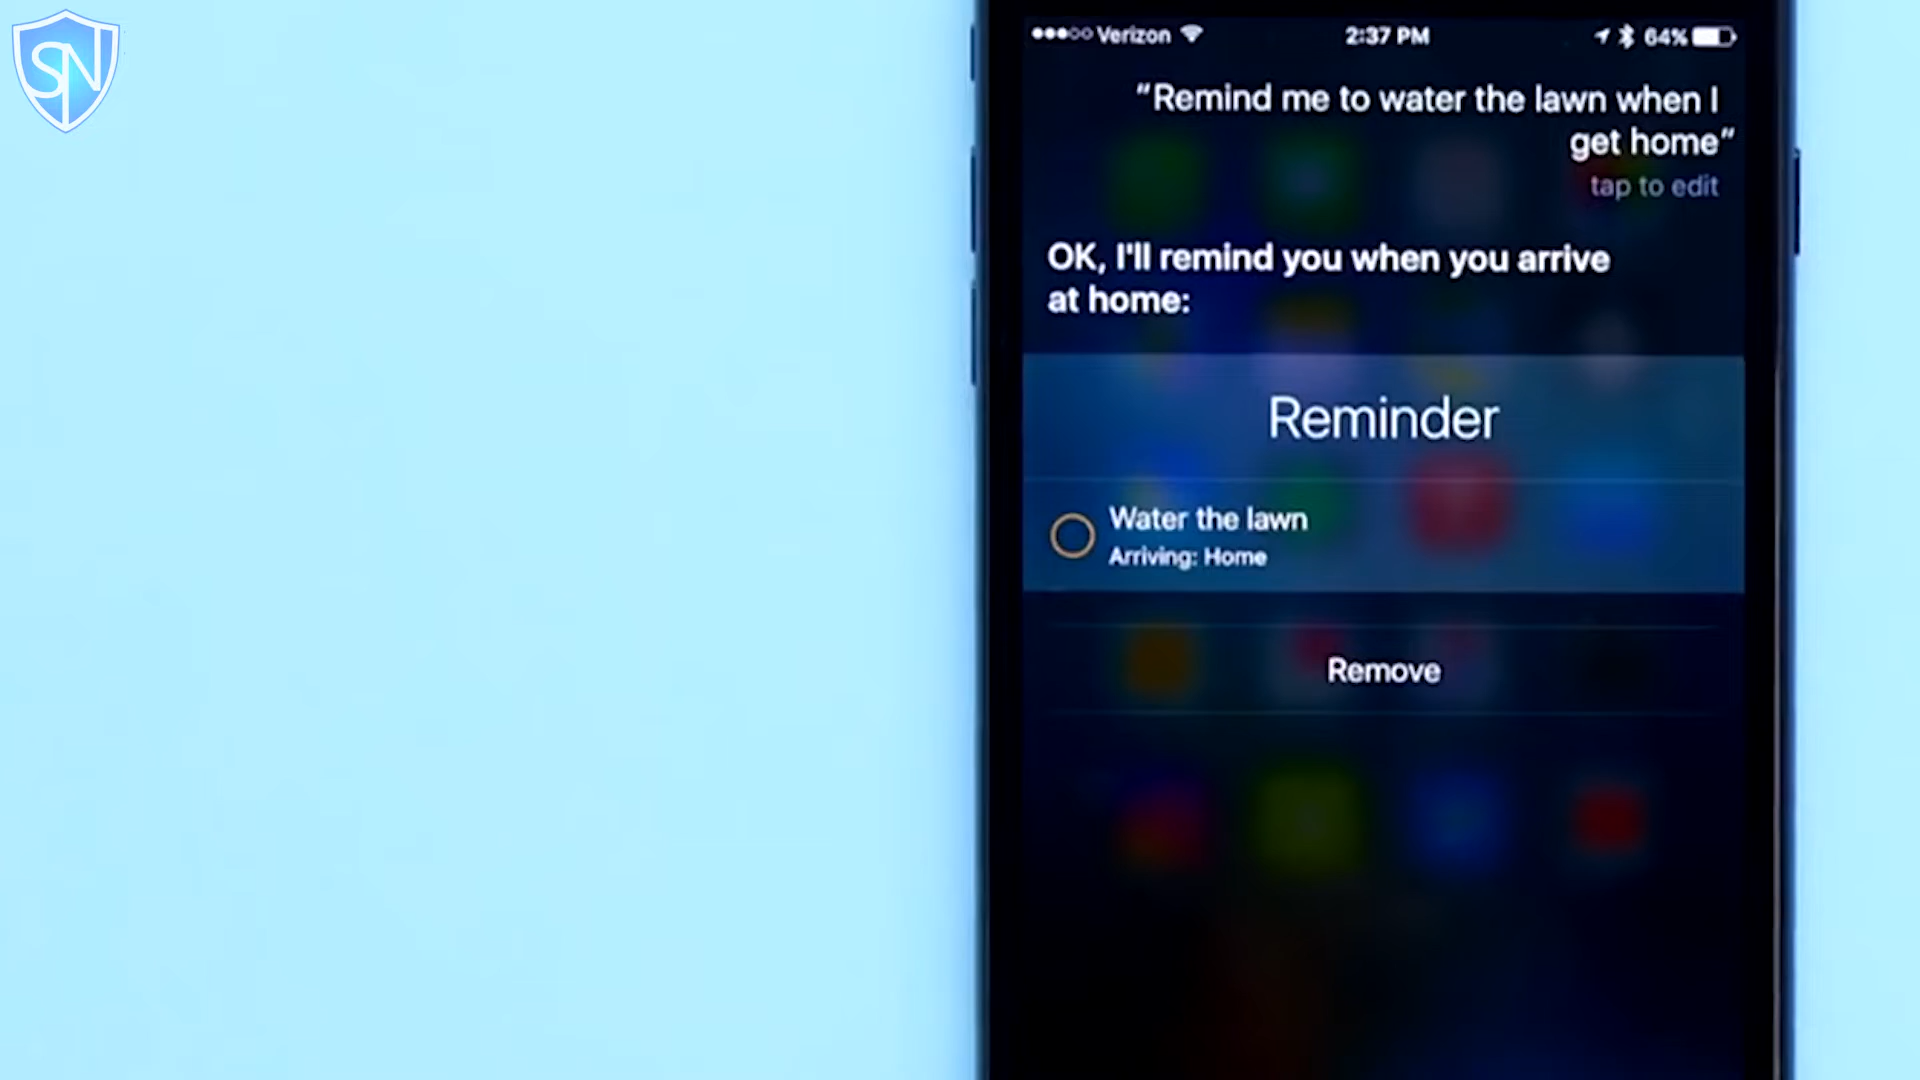 SN
Verizon 2:37 PM 64%
“Remind me to water the lawn when I
get home”
tap to edit
OK, I'll remind you when you arrive
at home:
Reminder
Water the lawn
Arriving: Home
Remove